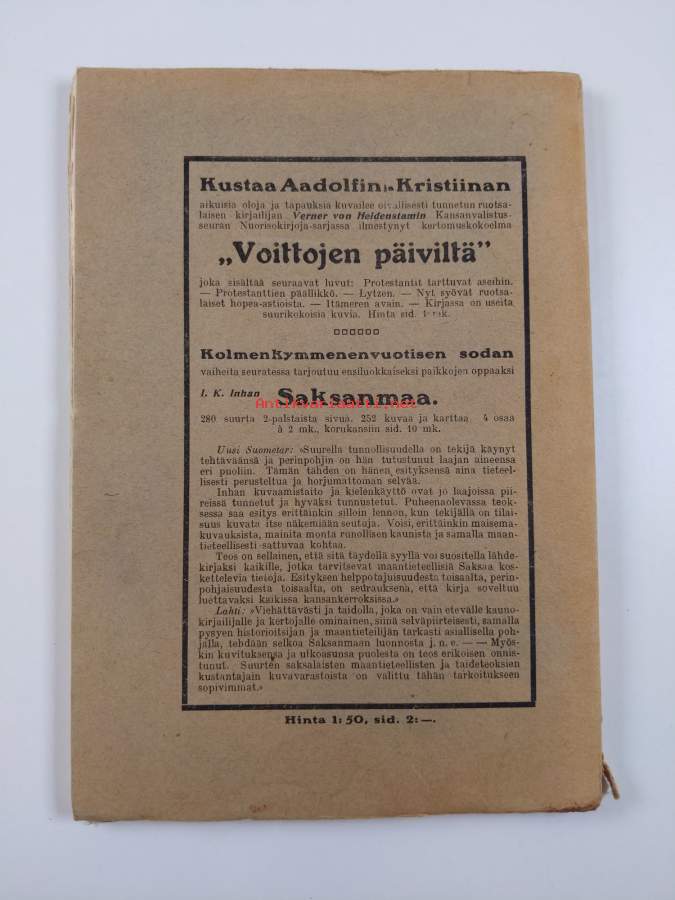 Kustaa Aadolfin ja Kristiinan
aikuisia oloja ja tapauksia kuvailee oivallisesti tunnetun ruotsa-
laisen kirjailijan Verner von Heidenstamin Kansanvalistus-
seuran Nuorisokirjoja-sarjassa ilmestynyt kertomuskokoelma
„Voittojen päiviltä”
joka sisältää seuraavat luvut: Protestantit tarttuvat aseihin.
— Protestanttien päällikkö. — Lytzen. — Nyt syövät ruotsa-
laiset hopea-astioista. — Itämeren avain. — Kirjassa on useita
suurikokoisia kuvia. Hinta sid. mk.
Kolmenkymmenenvuotisen sodan
vaiheita seuratessa tarjoutuu ensiluokkaiseksi paikkojen oppaaksi
I. K. Inhan Saksanmaa.
Antikvariaatti.net
280 suurta 2-palstaista sivua, 252 kuvaa ja karttaa, 4 osaa
à 2 mk., korukansiin sid. 10 mk.
Uusi Suometar: »Suurella tunnollisuudella on tekijä käynyt
tehtäväänsä ja perinpohjin on hän tutustunut laajan aineensa
eri puoliin. Tämän tähden on hänen esityksensä aina tieteel-
lisesti perusteltua ja horjumattoman selvää.
Inhan kuvaamistaito ja kielenkäyttö ovat jo laajoissa pii-
reissä tunnetut ja hyväksi tunnustetut. Puheenaolevassa teok-
sessa saa esitys erittäinkin silloin lennon, kun tekijällä on tilai-
suus kuvata itse näkemiään seutuja. Voisi, erittäinkin maisema-
kuvauksista, mainita monta runollisen kaunista ja samalla maan-
tieteellisesti sattuvaa kohtaa.
Teos on sellainen, että sitä täydellä syyllä voi suositella lähde-
kirjaksi kaikille, jotka tarvitsevat maantieteellisiä Saksaa kos-
kettelevia tietoja. Esityksen helppotajuisuudesta toisaalta, perin-
pohjaisuudesta toisaalta, on seurauksena, että kirja soveltuu
luettavaksi kaikissa kansankerroksissa.»
Lahti: »Viehättävästi ja taidolla, joka on vain etevälle kauno-
kirjailijalle ja kertojalle ominainen, siinä selväpiirteisesti, samalla
pysyen historioitsijan ja maantieteilijän tarkasti asiallisella poh-
jalla, tehdään selkoa Saksanmaan luonnosta j. n. e. — — Myös-
kin kuvituksensa ja ulkoasunsa puolesta on teos erikoisen onnis-
tunut. Suurten saksalaisten maantieteellisten ja taideteoksien
kustantajain kuvavarastoista on valittu tähän tarkoitukseen
sopivimmat.»
Hinta 1: 50, sid. 2: —.